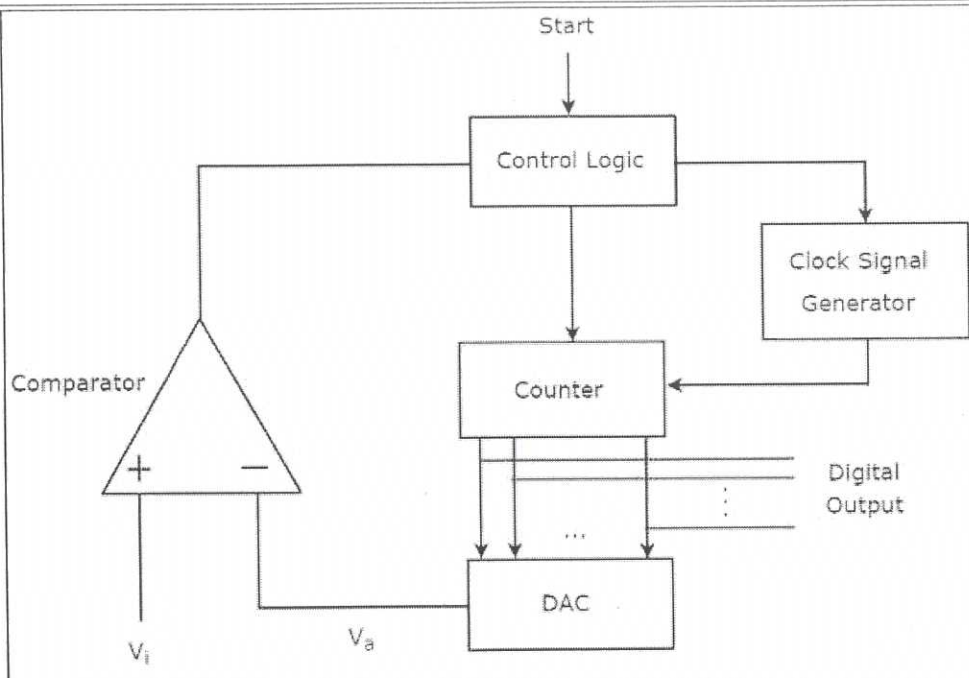 Start
Control Logic
Clock Signal
Generator
Comparator
Counter
+
−
Digital
Output
...
DAC
Vi
Va